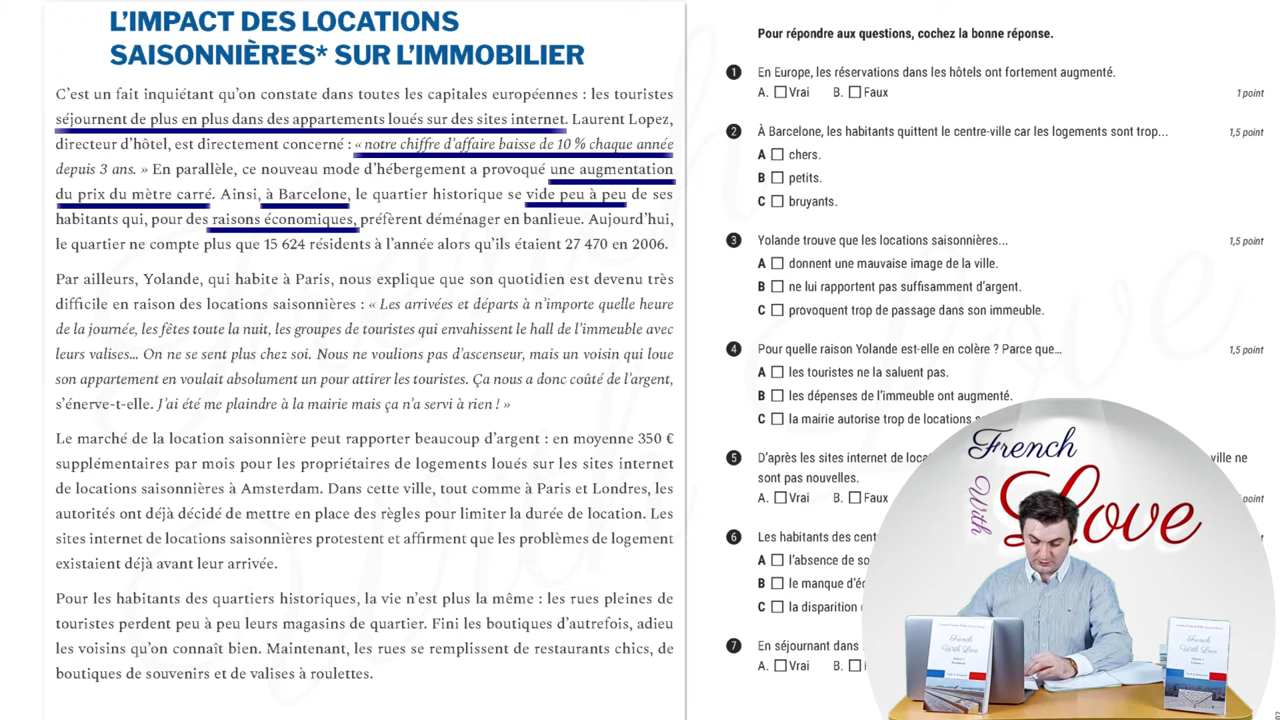 L'IMPACT DES LOCATIONS
SAISONNIÈRES* SUR L'IMMOBILIER
C'est un fait inquiétant qu'on constate dans toutes les capitales européennes : les touristes
séjournent de plus en plus dans des appartements loués sur des sites internet. Laurent Lopez,
directeur d'hôtel, est directement concerné : « notre chiffre d'affaire baisse de 10 % chaque année
depuis 3 ans. » En parallèle, ce nouveau mode d'hébergement a provoqué une augmentation
du prix du mètre carré. Ainsi, à Barcelone, le quartier historique se vide peu à peu de ses
habitants qui, pour des raisons économiques, préfèrent déménager en banlieue. Aujourd'hui,
le quartier ne compte plus que 15 624 résidents à l'année alors qu'ils étaient 27 470 en 2006.
Par ailleurs, Yolande, qui habite à Paris, nous explique que son quotidien est devenu très
difficile en raison des locations saisonnières : « Les arrivées et départs à n'importe quelle heure
de la journée, les fêtes toute la nuit, les groupes de touristes qui envahissent le hall de l'immeuble avec
leurs valises… On ne se sent plus chez soi. Nous ne voulions pas d'ascenseur, mais un voisin qui loue
son appartement en voulait absolument un pour attirer les touristes. Ça nous a donc coûté de l'argent,
s'énerve-t-elle. J'ai été me plaindre à la mairie mais ça n'a servi à rien ! »
Le marché de la location saisonnière peut rapporter beaucoup d'argent : en moyenne 350 €
supplémentaires par mois pour les propriétaires de logements loués sur les sites internet
de locations saisonnières à Amsterdam. Dans cette ville, tout comme à Paris et Londres, les
autorités ont déjà décidé de mettre en place des règles pour limiter la durée de location. Les
sites internet de locations saisonnières protestent et affirment que les problèmes de logement
existaient déjà avant leur arrivée.
Pour les habitants des quartiers historiques, la vie n'est plus la même : les rues pleines de
touristes perdent peu à peu leurs magasins de quartier. Fini les boutiques d'autrefois, adieu
les voisins qu'on connaît bien. Maintenant, les rues se remplissent de restaurants chics, de
boutiques de souvenirs et de valises à roulettes.
Pour répondre aux questions, cochez la bonne réponse.
1 En Europe, les réservations dans les hôtels ont fortement augmenté.
A. Vrai B. Faux 1 point
2 À Barcelone, les habitants quittent le centre-ville car les logements sont trop... 1,5 point
A chers.
B petits.
C bruyants.
3 Yolande trouve que les locations saisonnières... 1,5 point
A donnent une mauvaise image de la ville.
B ne lui rapportent pas suffisamment d'argent.
C provoquent trop de passage dans son immeuble.
4 Pour quelle raison Yolande est-elle en colère ? Parce que... 1,5 point
A les touristes ne la saluent pas.
B les dépenses de l'immeuble ont augmenté.
C la mairie autorise trop de locations
5 D'après les sites internet de ville ne
sont pas nouvelles.
A. Vrai B. Faux point
6 Les habitants des
A l'absence de
B le manque
C la disparition
7 En séjournant dans
A. Vrai B.
French
With
Love
French
With Love
French
With Love